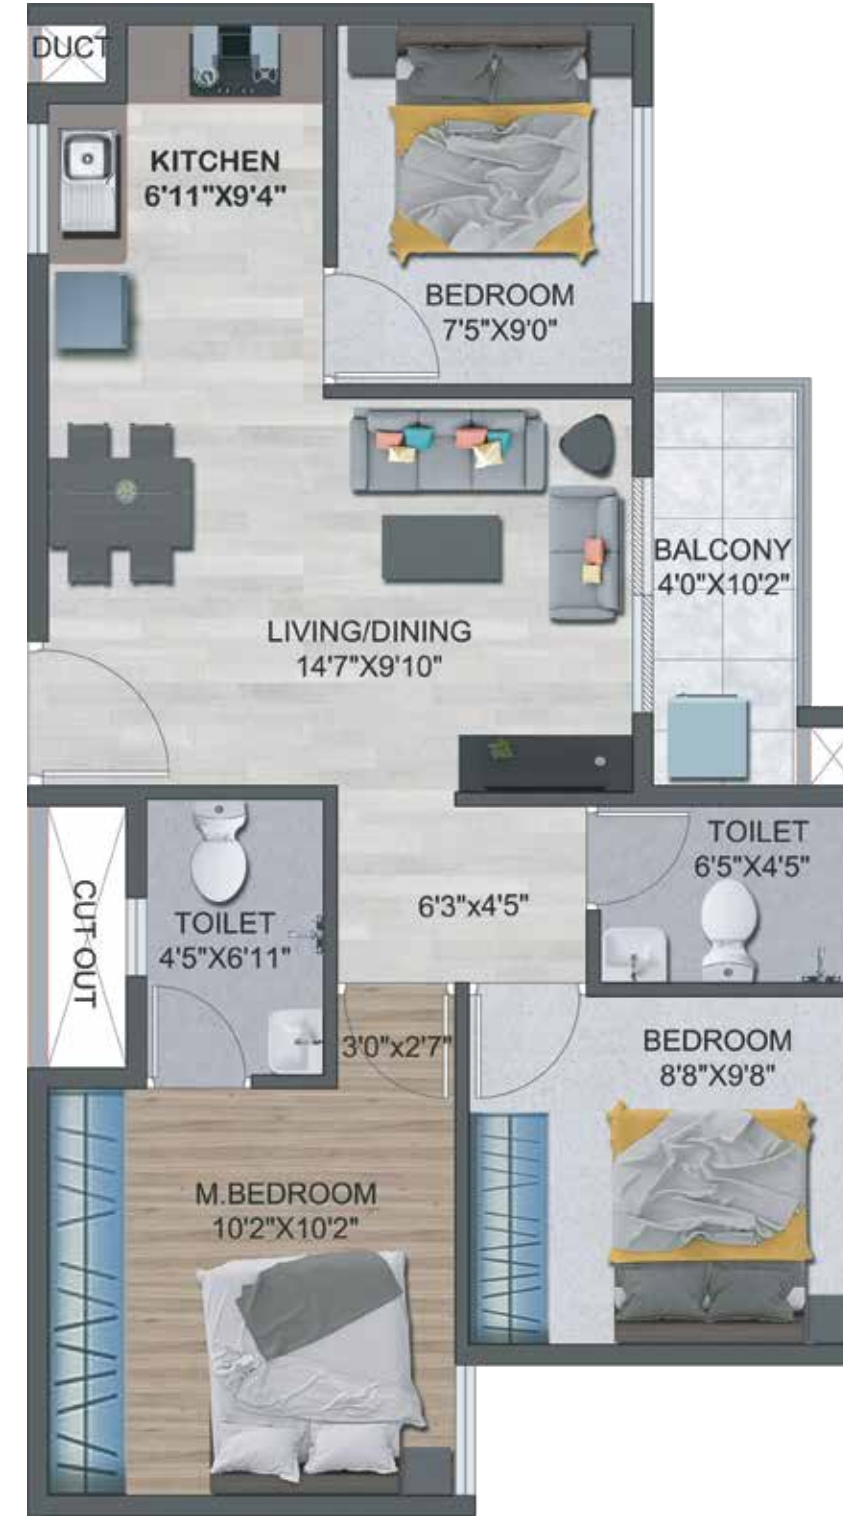 DUCT
KITCHEN
6'11"X9'4"
BEDROOM
7'5"X9'0"
BALCONY
4'0"X10'2"
LIVING/DINING
14'7"X9'10"
TOILET
6'5"X4'5"
6'3"x4'5"
CUT-OUT
TOILET
4'5"X6'11"
3'0"x2'7"
BEDROOM
8'8"X9'8"
M.BEDROOM
10'2"X10'2"